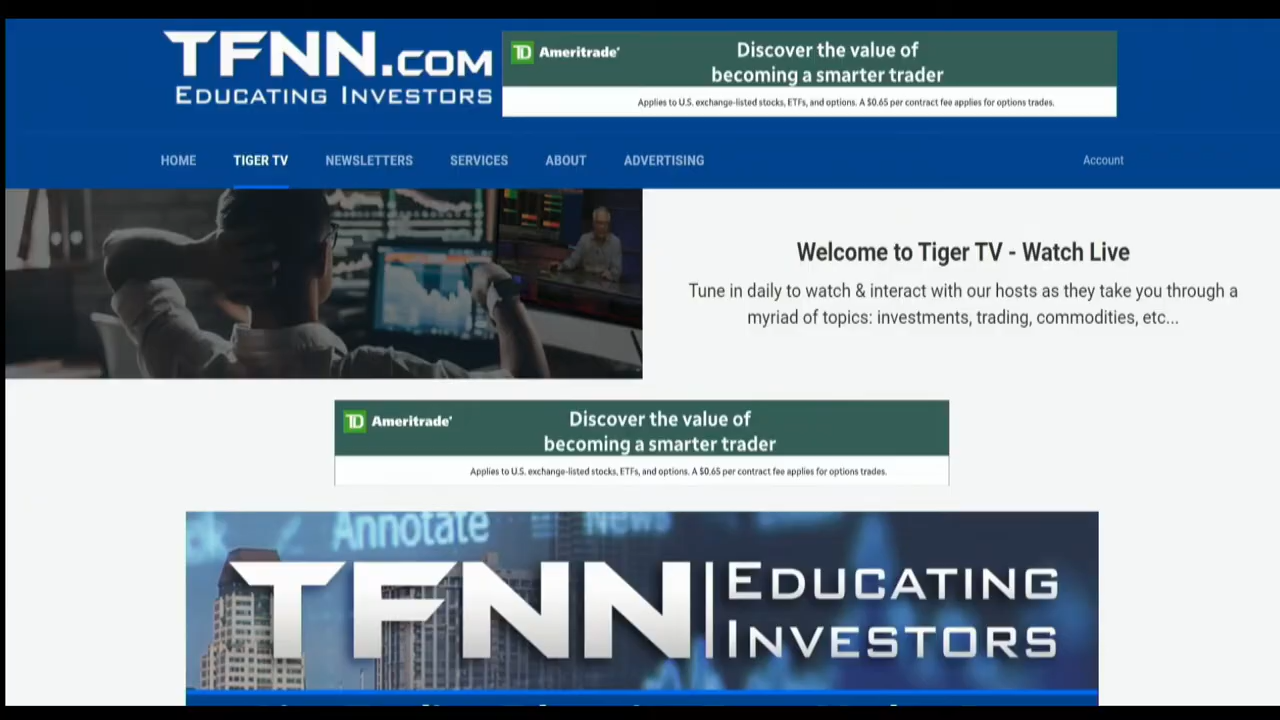 TFNN.COM
EDUCATING INVESTORS
TD Ameritrade
Discover the value of
becoming a smarter trader
Applies to U.S. exchange-listed stocks, ETFs, and options. A $0.65 per contract fee applies for options trades.
HOME TIGER TV NEWSLETTERS SERVICES ABOUT ADVERTISING Account
Welcome to Tiger TV - Watch Live
Tune in daily to watch & interact with our hosts as they take you through a
myriad of topics: investments, trading, commodities, etc...
TD Ameritrade
Discover the value of
becoming a smarter trader
Applies to U.S. exchange-listed stocks, ETFs, and options. A $0.65 per contract fee applies for options trades.
Annotate News
TFNN
EDUCATING
INVESTORS